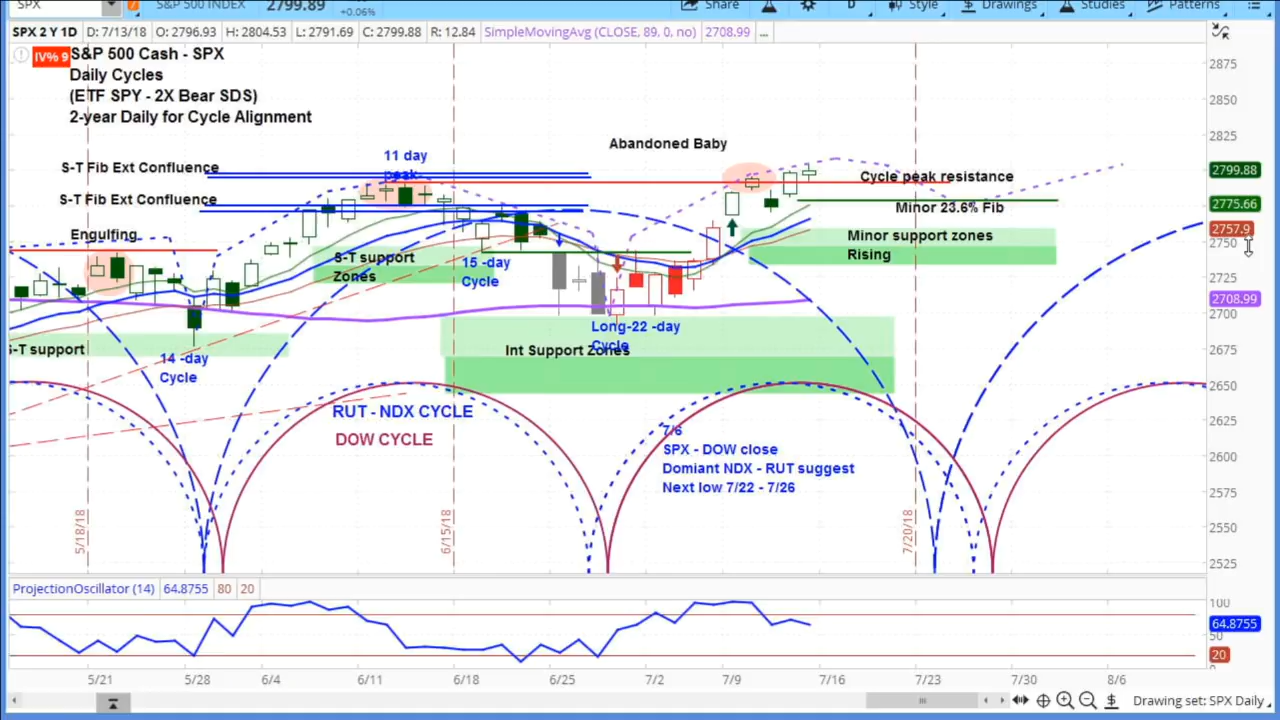 SPX
S&P 500 INDEX
2799.89
+0.06%
Share
D
Style
Drawings
Studies
Patterns
SPX 2 Y 1D
D: 7/13/18
O: 2796.93
H: 2804.53
L: 2791.69
C: 2799.88
R: 12.84
SimpleMovingAvg (CLOSE, 89, 0, no)
2708.99
...
IV% 9
S&P 500 Cash - SPX
Daily Cycles
(ETF SPY - 2X Bear SDS)
2-year Daily for Cycle Alignment
2875
2850
2825
Abandoned Baby
11 day
peak
S-T Fib Ext Confluence
2799.88
Cycle peak resistance
S-T Fib Ext Confluence
2775.66
Minor 23.6% Fib
Engulfing
2757.9
Minor support zones
2750
Rising
S-T support
Zones
15 -day
Cycle
2725
2708.99
2700
Long-22 -day
Cycle
S-T support
Int Support Zones
14 -day
Cycle
2675
2650
RUT - NDX CYCLE
DOW CYCLE
2625
7/6
SPX - DOW close
Domiant NDX - RUT suggest
Next low 7/22 - 7/26
2600
2575
2550
2525
5/18/18
6/15/18
7/20/18
ProjectionOscillator (14)
64.8755
80
20
100
64.8755
50
20
5/21
5/28
6/4
6/11
6/18
6/25
7/2
7/9
7/16
7/23
7/30
8/6
Drawing set: SPX Daily